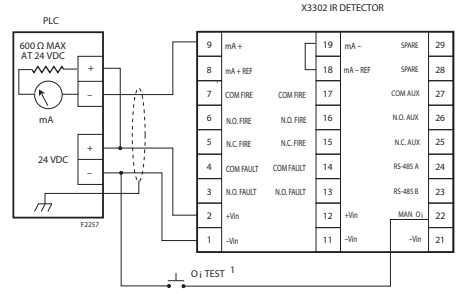 X3302 IR DETECTOR
PLC
600 Ω MAX
AT 24 VDC
+
–
mA
24 VDC
+
–
F2257
9 mA + 19 mA – SPARE 29
8 mA + REF 18 mA – REF SPARE 28
7 COM FIRE COM FIRE 17 COM AUX 27
6 N.O. FIRE N.O. FIRE 16 N.O. AUX 26
5 N.C. FIRE N.C. FIRE 15 N.C. AUX 25
4 COM FAULT COM FAULT 14 RS-485 A 24
3 N.O. FAULT N.O. FAULT 13 RS-485 B 23
2 +Vin 12 +Vin MAN Oi 22
1 –Vin 11 –Vin –Vin 21
Oi TEST 1